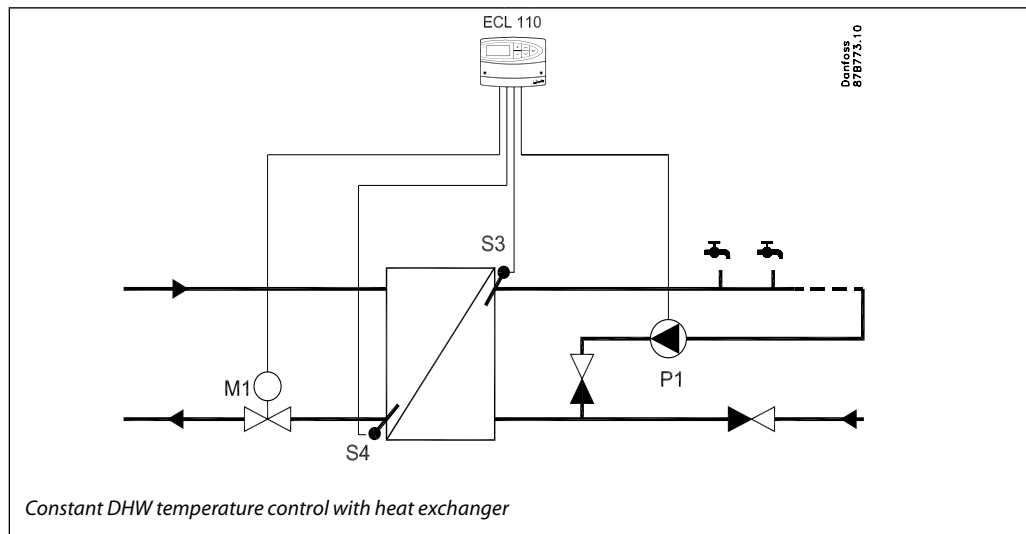 ECL 110
Danfoss
87B773.10
S3
M1
P1
S4
Constant DHW temperature control with heat exchanger